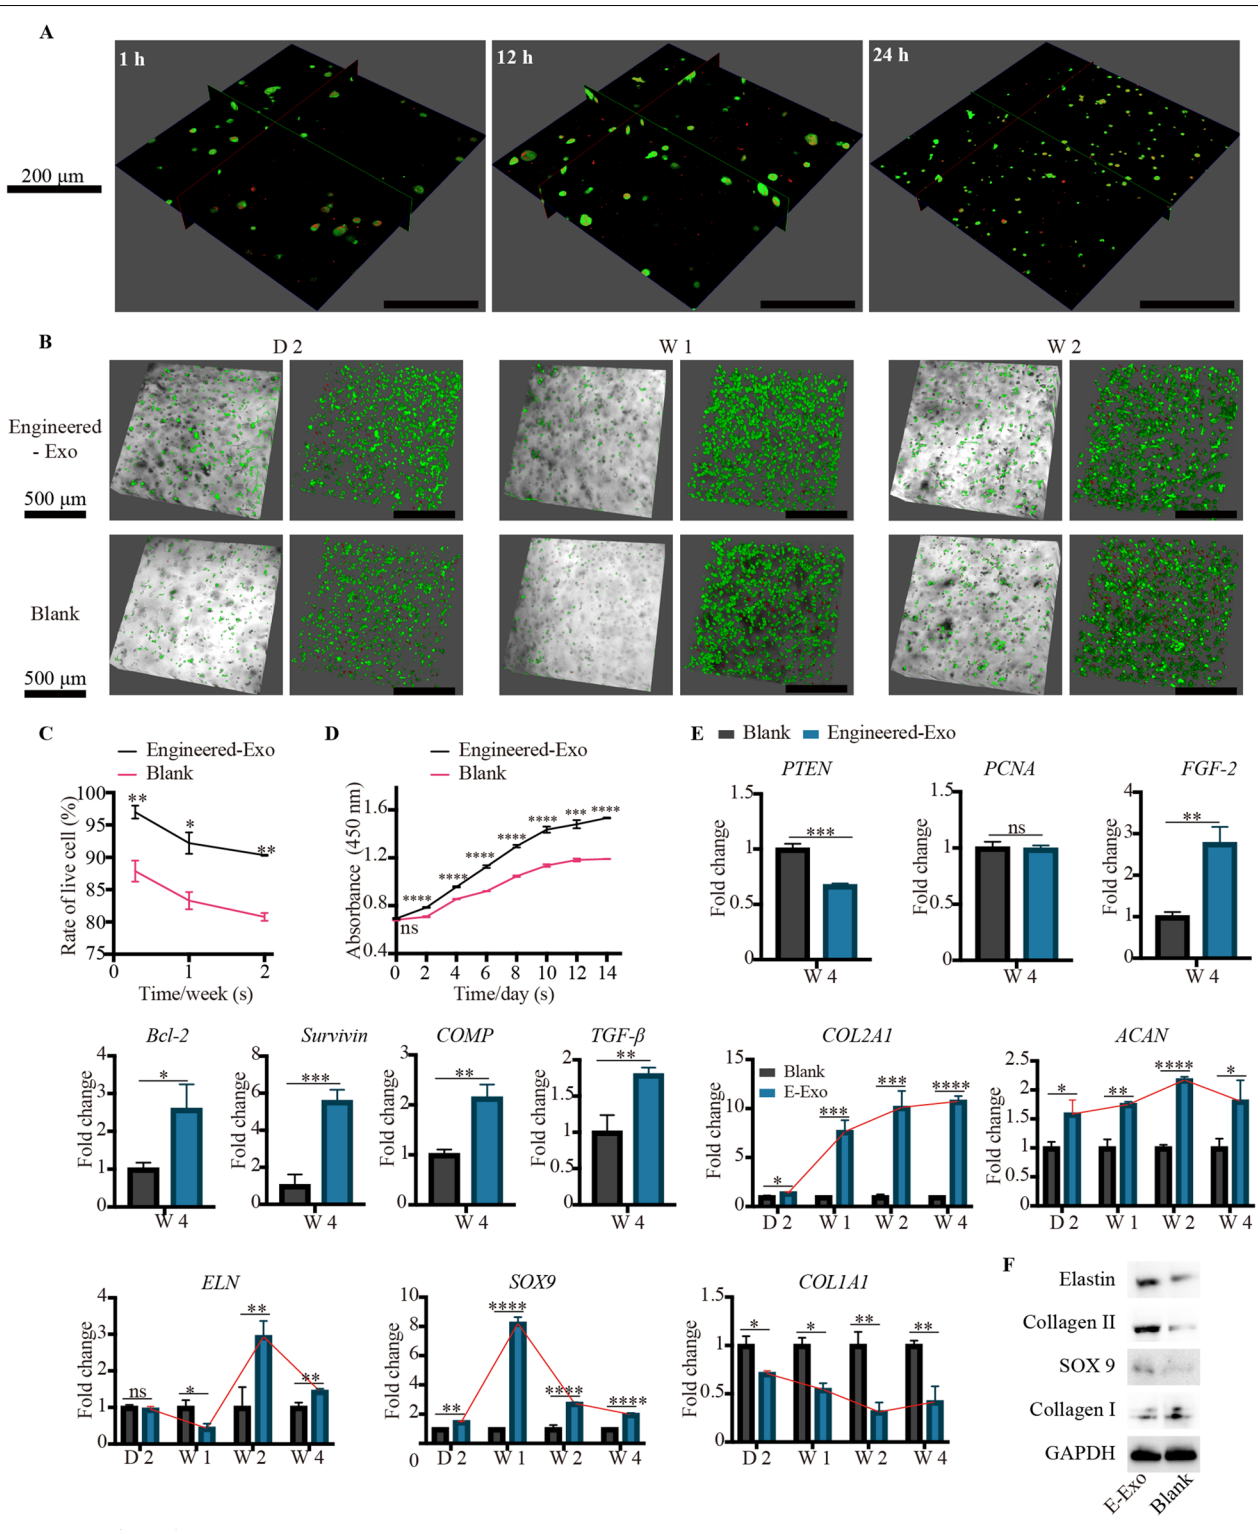 A
1 h
12 h
24 h
200 μm
B
D 2
W 1
W 2
Engineered
- Exo
500 μm
Blank
500 μm
C
Engineered-Exo
Blank
Rate of live cell (%)
100
95
90
85
80
75
**
*
**
0
1
2
Time/week (s)
D
Engineered-Exo
Blank
Absorbance (450 nm)
1.6
1.2
0.8
0.4
ns
****
****
****
****
****
***
****
0 2 4 6 8 10 12 14
Time/day (s)
E
Blank
Engineered-Exo
PTEN
Fold change
1.5
1
0.5
0
***
W 4
PCNA
Fold change
1.5
1
0.5
0
ns
W 4
FGF-2
Fold change
4
3
2
1
0
**
W 4
Bcl-2
Fold change
4
3
2
1
0
*
W 4
Survivin
Fold change
8
6
4
2
0
***
W 4
COMP
Fold change
3
2
1
0
**
W 4
TGF-β
Fold change
2
1.5
1
0.5
0
**
W 4
COL2A1
Blank
E-Exo
Fold change
15
10
5
0
*
***
***
****
D 2 W 1 W 2 W 4
ACAN
Fold change
2.5
2
1.5
1
0.5
0
*
**
****
*
D 2 W 1 W 2 W 4
ELN
Fold change
4
3
2
1
0
ns
*
**
**
D 2 W 1 W 2 W 4
SOX9
Fold change
10
8
6
4
2
0
0
**
****
****
****
D 2 W 1 W 2 W 4
COL1A1
Fold change
1.5
1
0.5
0
*
*
**
**
D 2 W 1 W 2 W 4
F
Elastin
Collagen II
SOX 9
Collagen I
GAPDH
E-Exo
Blank